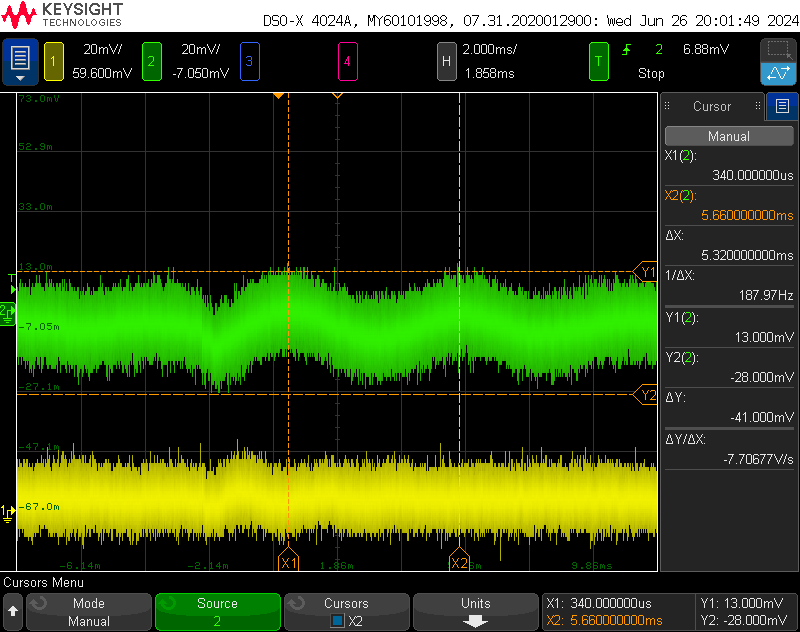 KEYSIGHT
TECHNOLOGIES
DSO-X 4024A, MY60101998, 07.31.2020012900: Wed Jun 26 20:01:49 2024
1 20mV/ 2 20mV/ 3 4 H 2.000ms/ T 2 6.88mV
59.600mV -7.050mV 1.858ms Stop
73.0mV
52.9m
33.0m
13.0m
-7.05m
-27.1m
-47.1m
-67.0m
-6.14m -2.14m 1.86m 9.86ms
T
2
1
Y1
Y2
X1
X2
Cursor
Manual
X1(2):
340.000000us
X2(2):
5.660000000ms
ΔX:
5.320000000ms
1/ΔX:
187.97Hz
Y1(2):
13.000mV
Y2(2):
-28.000mV
ΔY:
-41.000mV
ΔY/ΔX:
-7.70677V/s
Cursors Menu
Mode
Manual
Source
2
Cursors
X2
Units
X1: 340.000000us
X2: 5.660000000ms
Y1: 13.000mV
Y2: -28.000mV